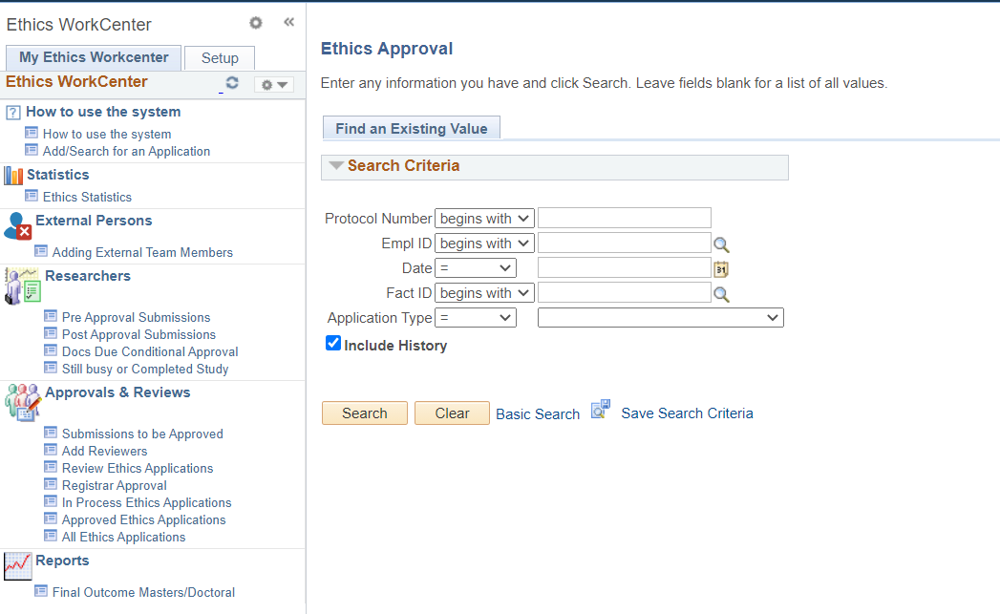 Ethics WorkCenter
My Ethics Workcenter
Setup
Ethics WorkCenter
How to use the system
How to use the system
Add/Search for an Application
Statistics
Ethics Statistics
External Persons
Adding External Team Members
Researchers
Pre Approval Submissions
Post Approval Submissions
Docs Due Conditional Approval
Still busy or Completed Study
Approvals & Reviews
Submissions to be Approved
Add Reviewers
Review Ethics Applications
Registrar Approval
In Process Ethics Applications
Approved Ethics Applications
All Ethics Applications
Reports
Final Outcome Masters/Doctoral
Ethics Approval
Enter any information you have and click Search. Leave fields blank for a list of all values.
Find an Existing Value
Search Criteria
Protocol Number begins with
Empl ID begins with
Date =
31
Fact ID begins with
Application Type =
Include History
Search Clear Basic Search Save Search Criteria